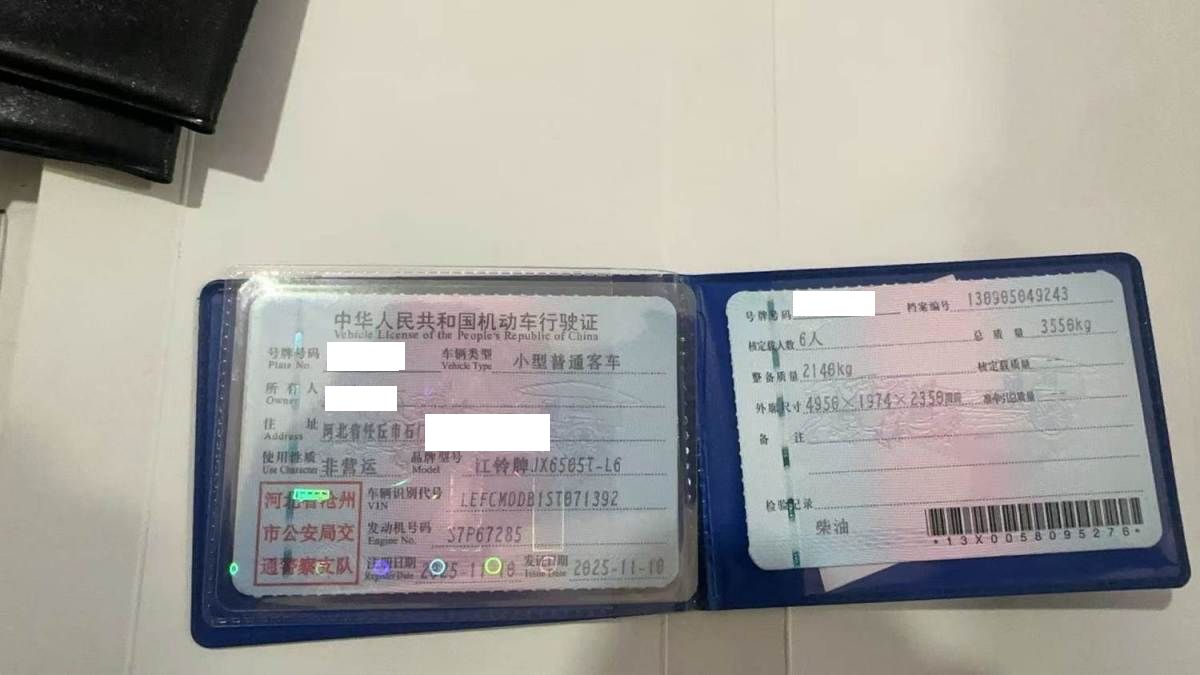 中华人民共和国机动车行驶证
Vehicle License of the People's Republic of China
号牌号码 Plate No. 车辆类型 Vehicle Type 小型普通客车
所有人 Owner
住址 Address 河北省任丘市石门
使用性质 Use Character 非营运 品牌型号 Model 江铃牌JX6505T-L6
河北省沧州市公安局交通警察支队
车辆识别代号 VIN LEFCMODB1STB71392
发动机号码 Engine No. S7P67285
注册日期 Register Date 2025-11-10 发证日期 Issue Date 2025-11-10
号牌号码 档案编号 130905049243
核定载人数 6人 总质量 3550kg
整备质量 2140kg 核定载质量 --
外廓尺寸 4950×1974×2350mm 准牵引总质量 --
备注
检验记录
柴油
*13X0058095276*